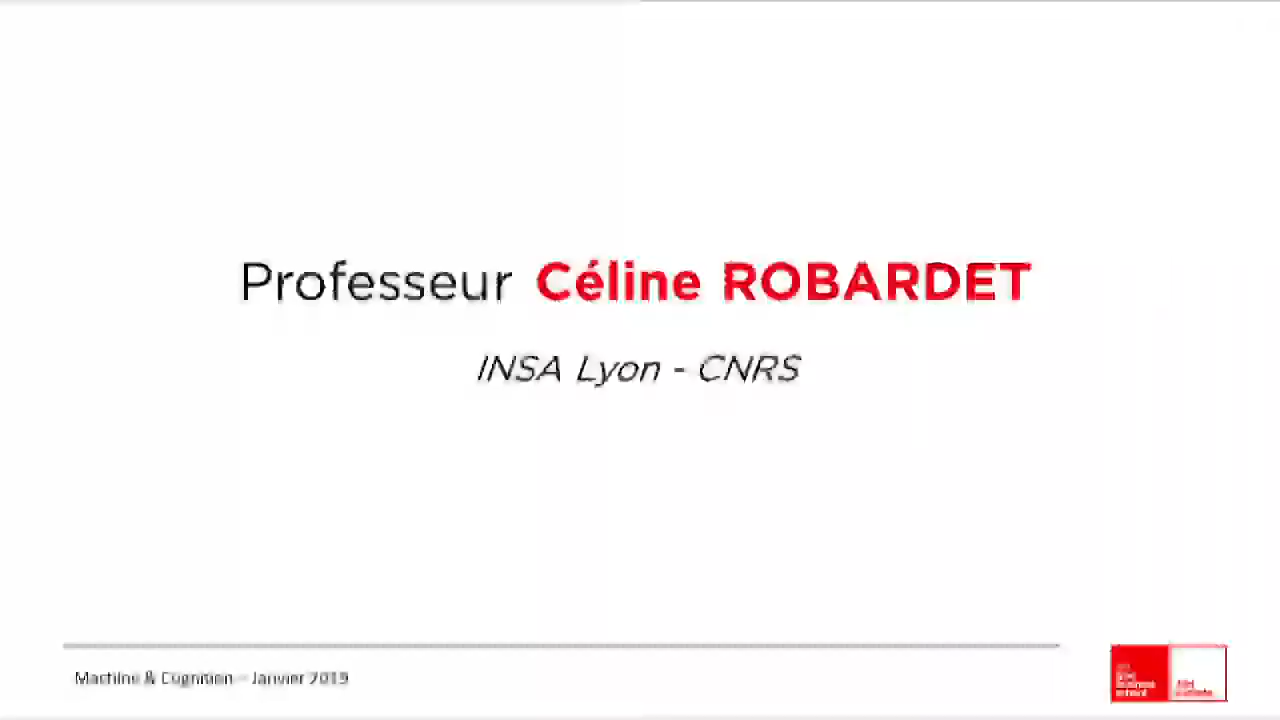 Professeur Céline ROBARDET
INSA Lyon - CNRS
Machine & Cognition – Janvier 2019